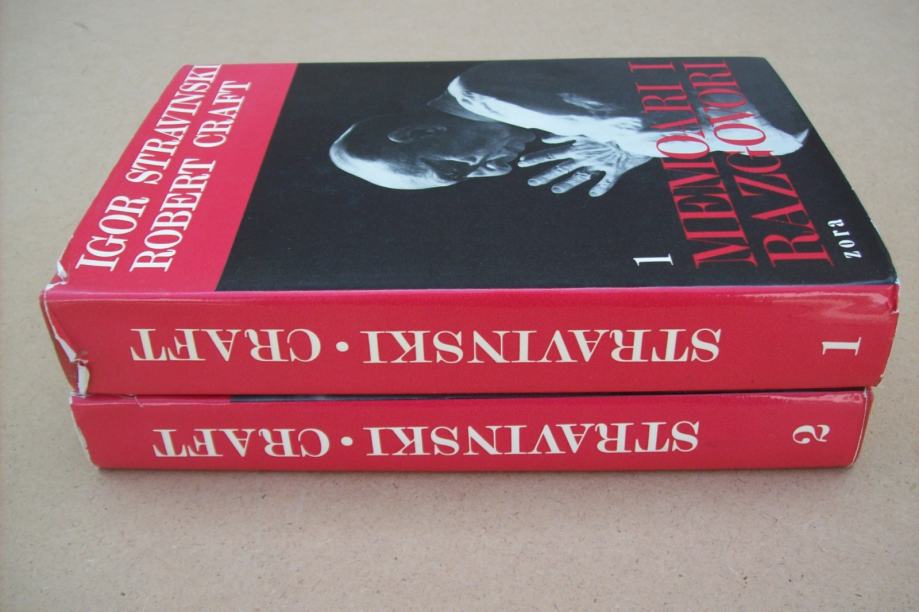 IGOR STRAVINSKI
ROBERT CRAFT
1
MEMOARI I
RAZGOVORI
zora
STRAVINSKI • CRAFT
1
STRAVINSKI • CRAFT
2